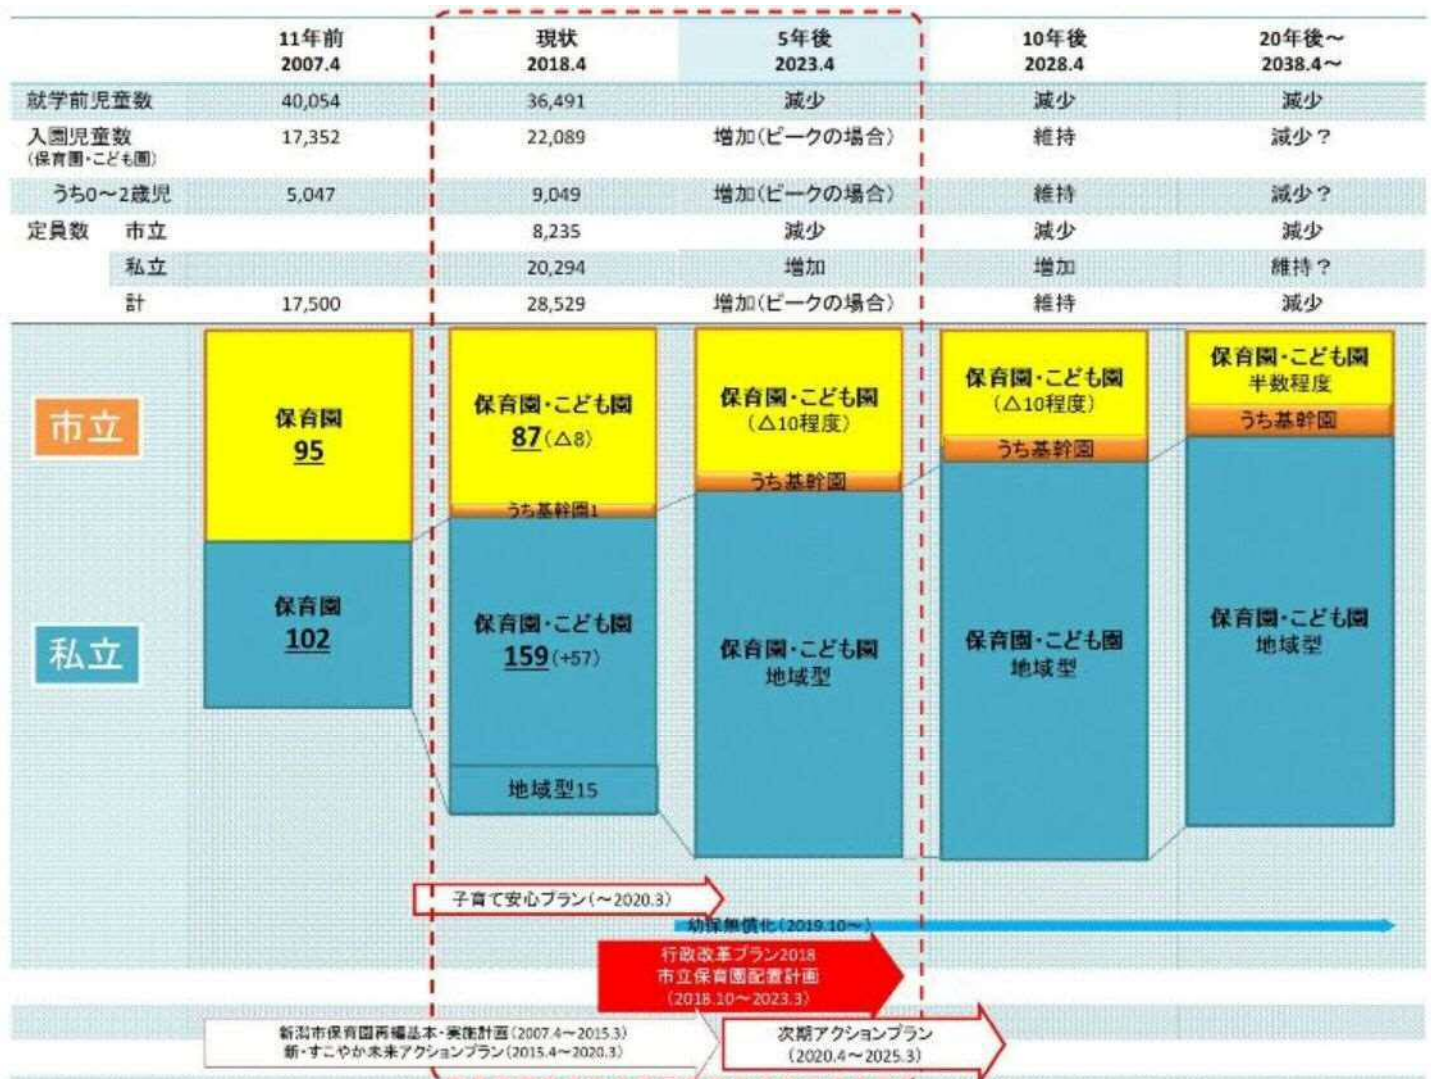 11年前 現状 5年後 10年後 20年後～
2007.4 2018.4 2023.4 2028.4 2038.4～
就学前児童数 40,054 36,491 減少 減少 減少
入園児童数 17,352 22,089 増加(ピークの場合) 維持 減少？
(保育園・こども園)
うち0～2歳児 5,047 9,049 増加(ピークの場合) 維持 減少？
定員数 市立 8,235 減少 減少 減少
私立 20,294 増加 増加 維持？
計 17,500 28,529 増加(ピークの場合) 維持 減少
市立
保育園
95
保育園・こども園
87(△8)
うち基幹園1
保育園・こども園
(△10程度)
うち基幹園
保育園・こども園
(△10程度)
うち基幹園
保育園・こども園
半数程度
うち基幹園
私立
保育園
102
保育園・こども園
159(+57)
地域型15
保育園・こども園
地域型
保育園・こども園
地域型
保育園・こども園
地域型
子育て安心プラン(～2020.3)
幼保無償化(2019.10～)
行政改革プラン2018
市立保育園配置計画
(2018.10～2023.3)
新潟市保育園再編基本・実施計画(2007.4～2015.3)
新・すこやか未来アクションプラン(2015.4～2020.3)
次期アクションプラン
(2020.4～2025.3)